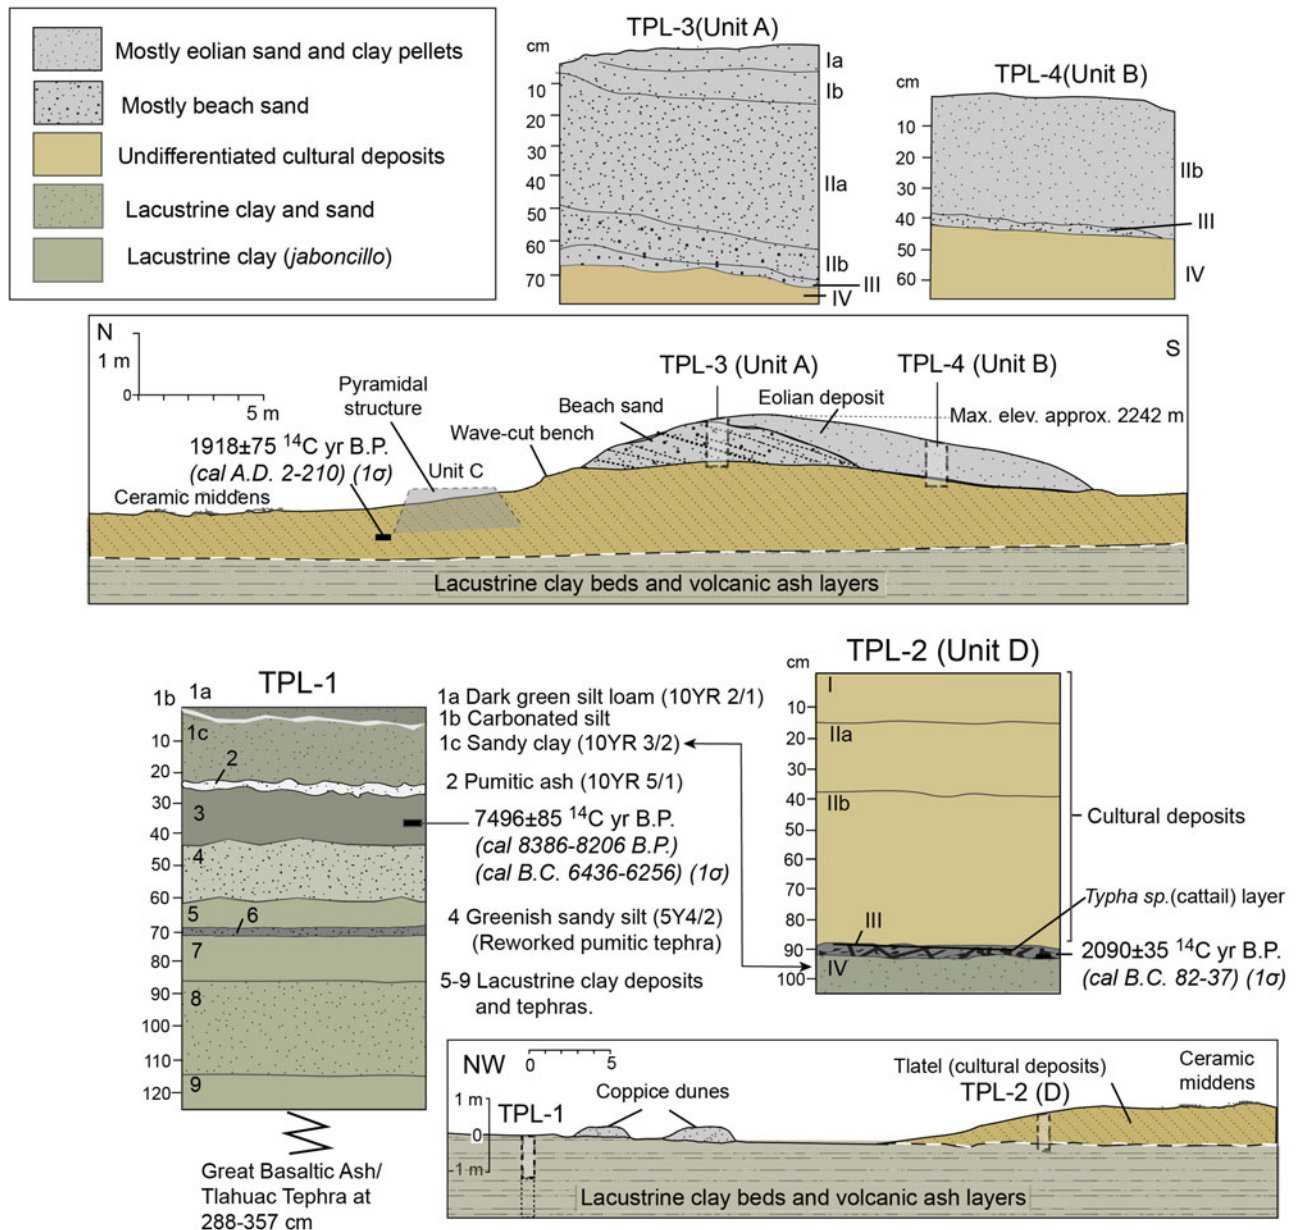 Mostly eolian sand and clay pellets
Mostly beach sand
Undifferentiated cultural deposits
Lacustrine clay and sand
Lacustrine clay (jaboncillo)
TPL-3(Unit A)
cm
10
20
30
40
50
60
70
Ia
Ib
IIa
IIb
III
IV
TPL-4(Unit B)
cm
10
20
30
40
50
60
IIb
III
IV
N
S
1 m
0
5 m
Pyramidal
structure
1918±75 14C yr B.P.
(cal A.D. 2-210) (1σ)
Ceramic middens
Unit C
Wave-cut bench
Beach sand
TPL-3 (Unit A)
Eolian deposit
TPL-4 (Unit B)
Max. elev. approx. 2242 m
Lacustrine clay beds and volcanic ash layers
TPL-1
1b
1a
1c
2
3
4
5
6
7
8
9
10
20
30
40
50
60
70
80
90
100
110
120
Great Basaltic Ash/
Tlahuac Tephra at
288-357 cm
1a Dark green silt loam (10YR 2/1)
1b Carbonated silt
1c Sandy clay (10YR 3/2)
2 Pumitic ash (10YR 5/1)
7496±85 14C yr B.P.
(cal 8386-8206 B.P.)
(cal B.C. 6436-6256) (1σ)
4 Greenish sandy silt (5Y4/2)
(Reworked pumitic tephra)
5-9 Lacustrine clay deposits
and tephras.
TPL-2 (Unit D)
cm
10
20
30
40
50
60
70
80
90
100
I
IIa
IIb
III
IV
Cultural deposits
Typha sp.(cattail) layer
2090±35 14C yr B.P.
(cal B.C. 82-37) (1σ)
NW
0
5
1 m
0
-1 m
TPL-1
Coppice dunes
Tlatel (cultural deposits)
TPL-2 (D)
Ceramic
middens
Lacustrine clay beds and volcanic ash layers